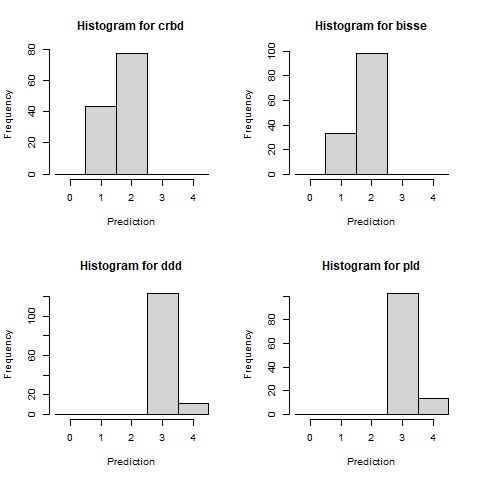 Histogram for crbd
Frequency
0 20 40 60 80
0 1 2 3 4
Prediction
Histogram for bisse
Frequency
0 20 40 60 80 100
0 1 2 3 4
Prediction
Histogram for ddd
Frequency
0 20 60 100
0 1 2 3 4
Prediction
Histogram for pld
Frequency
0 20 40 60 80
0 1 2 3 4
Prediction